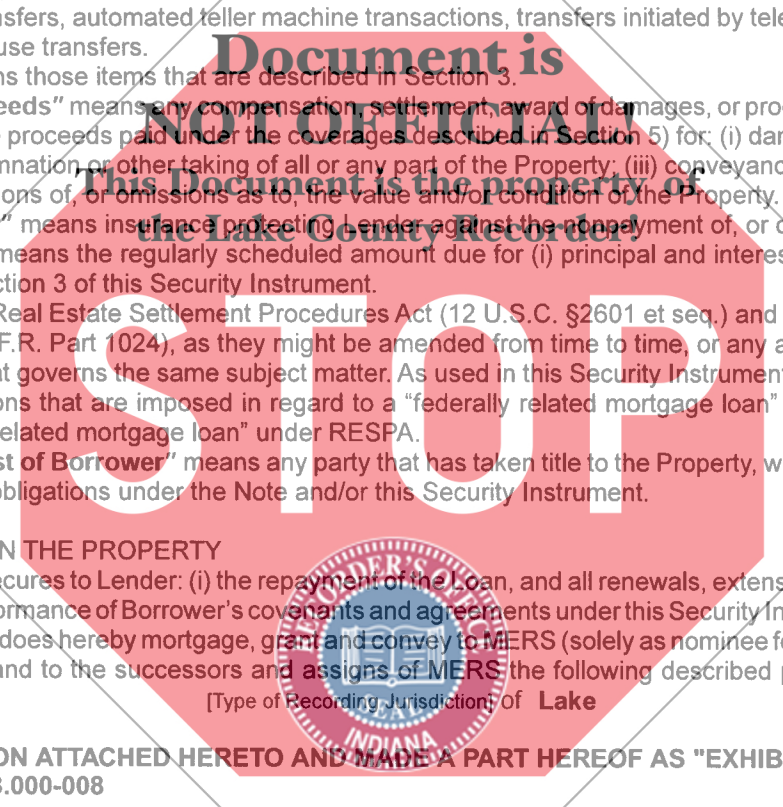 nsfers, automated teller machine transactions, transfers initiated by tele
use transfers.
Document is
ns those items that are described in Section 3.
eeds" means any compensation, settlement, award of damages, or pro
NOT OFFICIAL!
e proceeds paid under the coverages described in Section 5) for: (i) dar
mnation or other taking of all or any part of the Property; (iii) conveyanc
This Document is the property of
ions of, or omissions as to, the value and/or condition of the Property.
" means insurance protecting Lender against the nonpayment of, or d
the Lake County Recorder!
means the regularly scheduled amount due for (i) principal and interes
ction 3 of this Security Instrument.
Real Estate Settlement Procedures Act (12 U.S.C. §2601 et seq.) and
F.R. Part 1024), as they might be amended from time to time, or any a
at governs the same subject matter. As used in this Security Instrument
ons that are imposed in regard to a “federally related mortgage loan”
elated mortgage loan” under RESPA.
STOP
st of Borrower" means any party that has taken title to the Property, w
obligations under the Note and/or this Security Instrument.
N THE PROPERTY
ecures to Lender: (i) the repayment of the Loan, and all renewals, extens
ormance of Borrower's covenants and agreements under this Security In
does hereby mortgage, grant and convey to MERS (solely as nominee fo
and to the successors and assigns of MERS the following described p
[Type of Recording Jurisdiction] of Lake
RECORDER'S OFFICE
SEAL
INDIANA
ON ATTACHED HERETO AND MADE A PART HEREOF AS "EXHIB
3.000-008